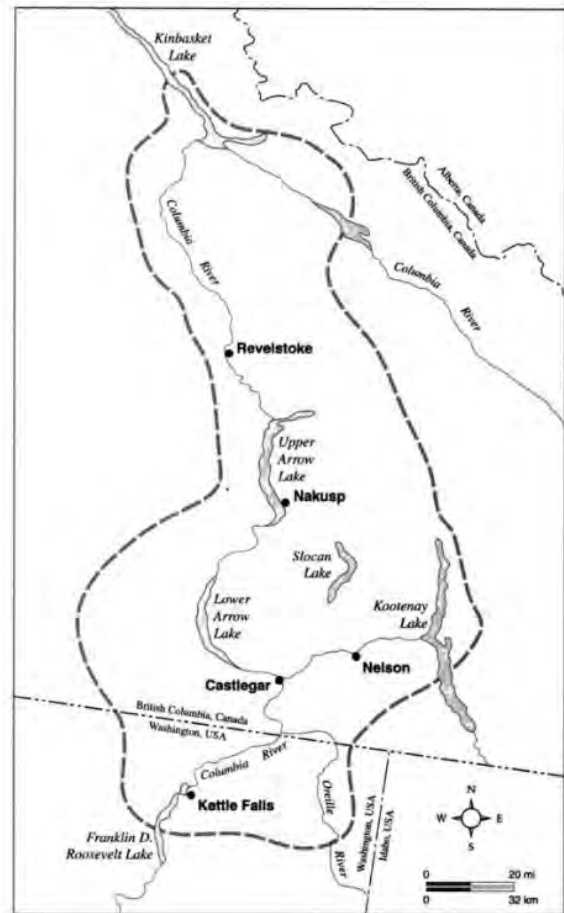 Kinbasket
Lake
Alberta, Canada
British Columbia, Canada
Columbia
River
Columbia
River
Revelstoke
Upper
Arrow
Lake
Nakusp
Slocan
Lake
Kootenay
Lake
Lower
Arrow
Lake
Nelson
Castlegar
British Columbia, Canada
Washington, USA
Columbia
River
Kettle Falls
Oreille
River
Franklin D.
Roosevelt Lake
Washington, USA
Idaho, USA
N
W
E
S
0 20 mi
0 32 km